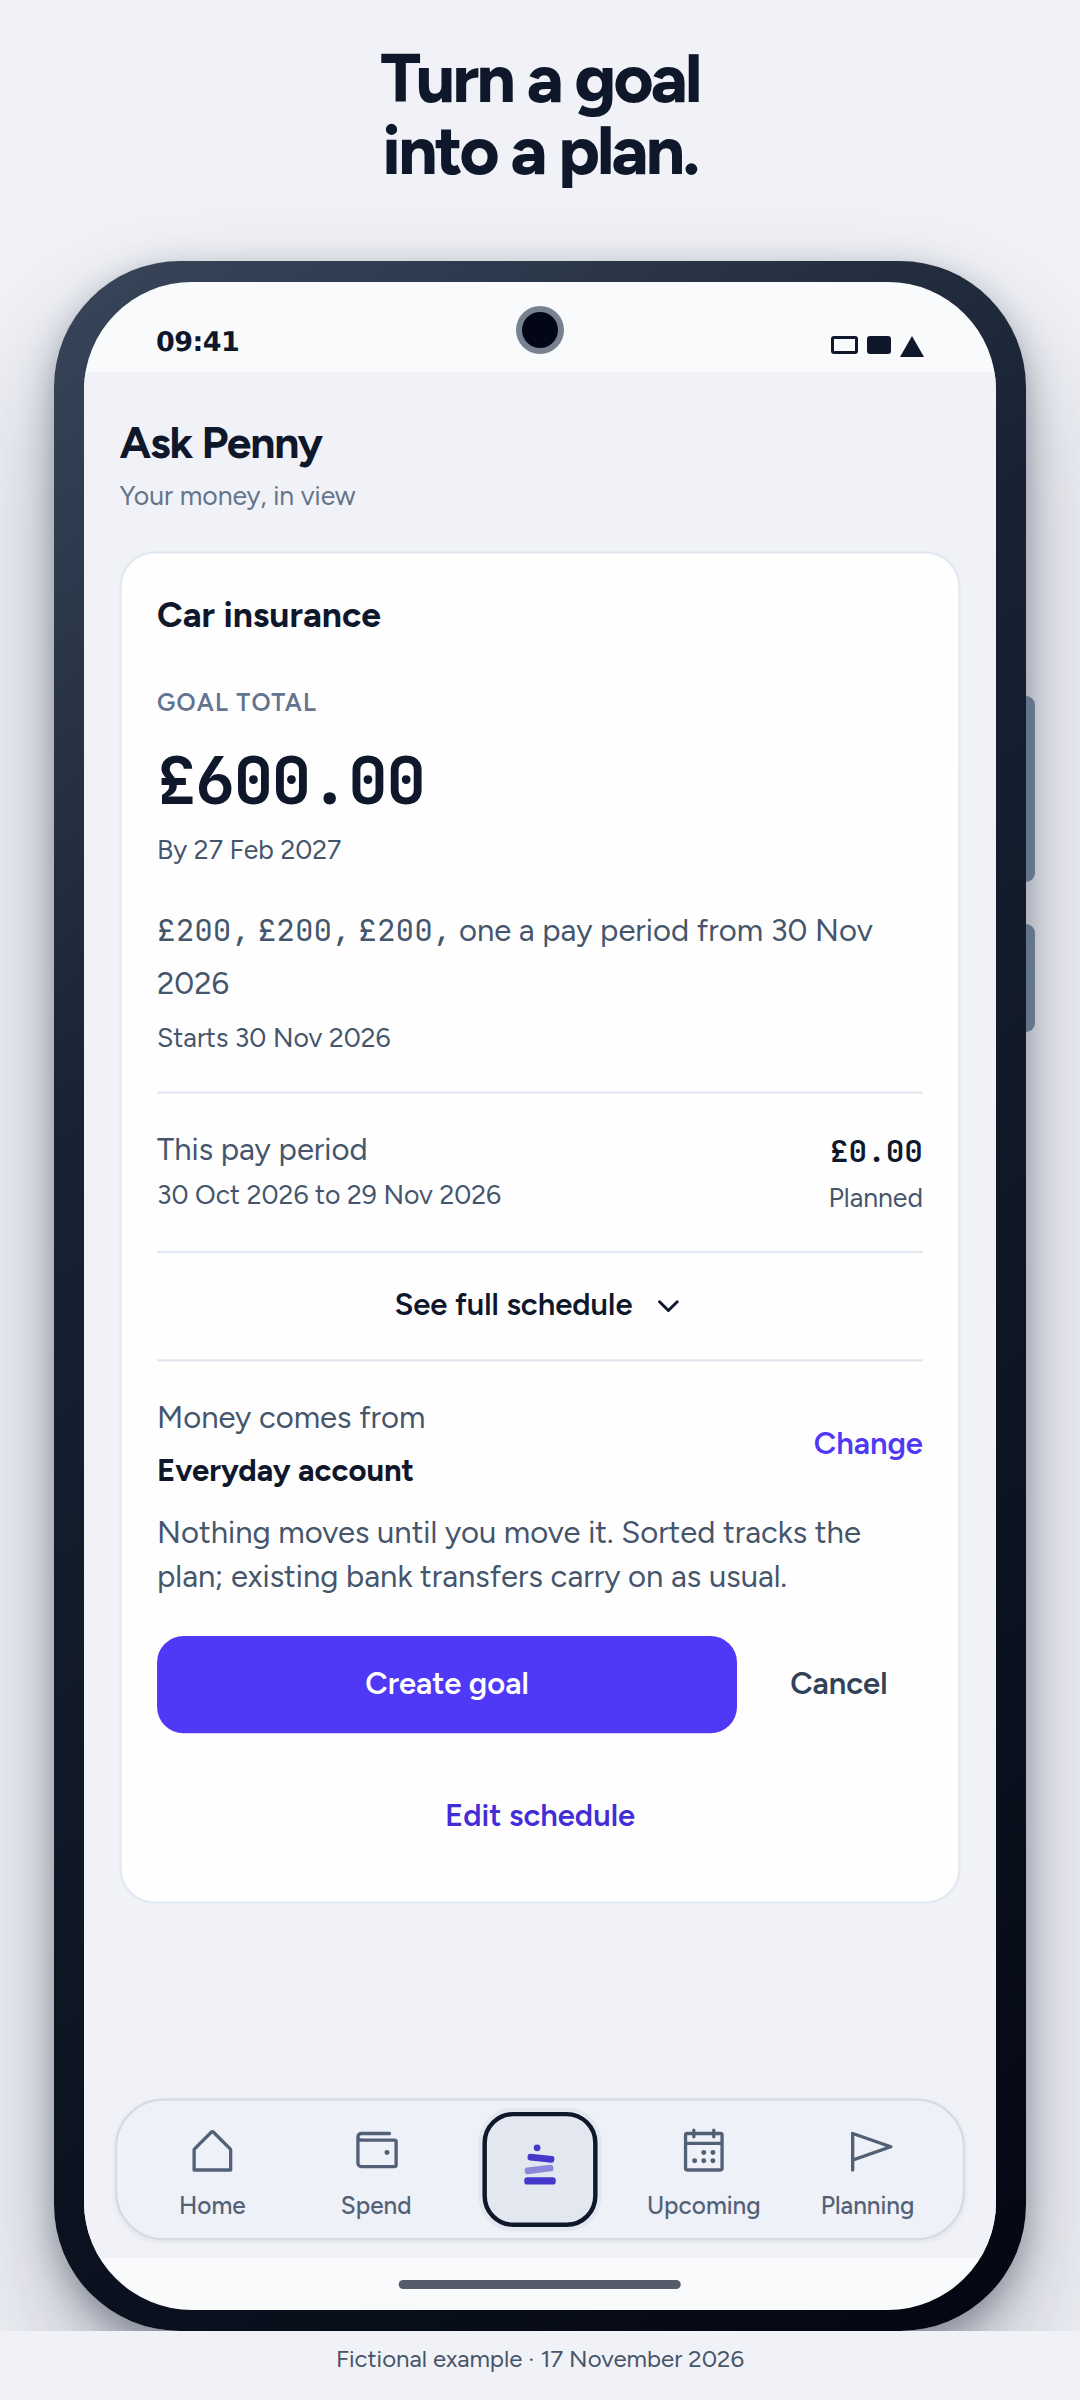 Turn a goal
into a plan.
09:41
Ask Penny
Your money, in view
Car insurance
GOAL TOTAL
£600.00
By 27 Feb 2027
£200, £200, £200, one a pay period from 30 Nov
2026
Starts 30 Nov 2026
This pay period
£0.00
30 Oct 2026 to 29 Nov 2026
Planned
See full schedule
Money comes from
Change
Everyday account
Nothing moves until you move it. Sorted tracks the
plan; existing bank transfers carry on as usual.
Create goal
Cancel
Edit schedule
Home
Spend
Upcoming
Planning
Fictional example · 17 November 2026